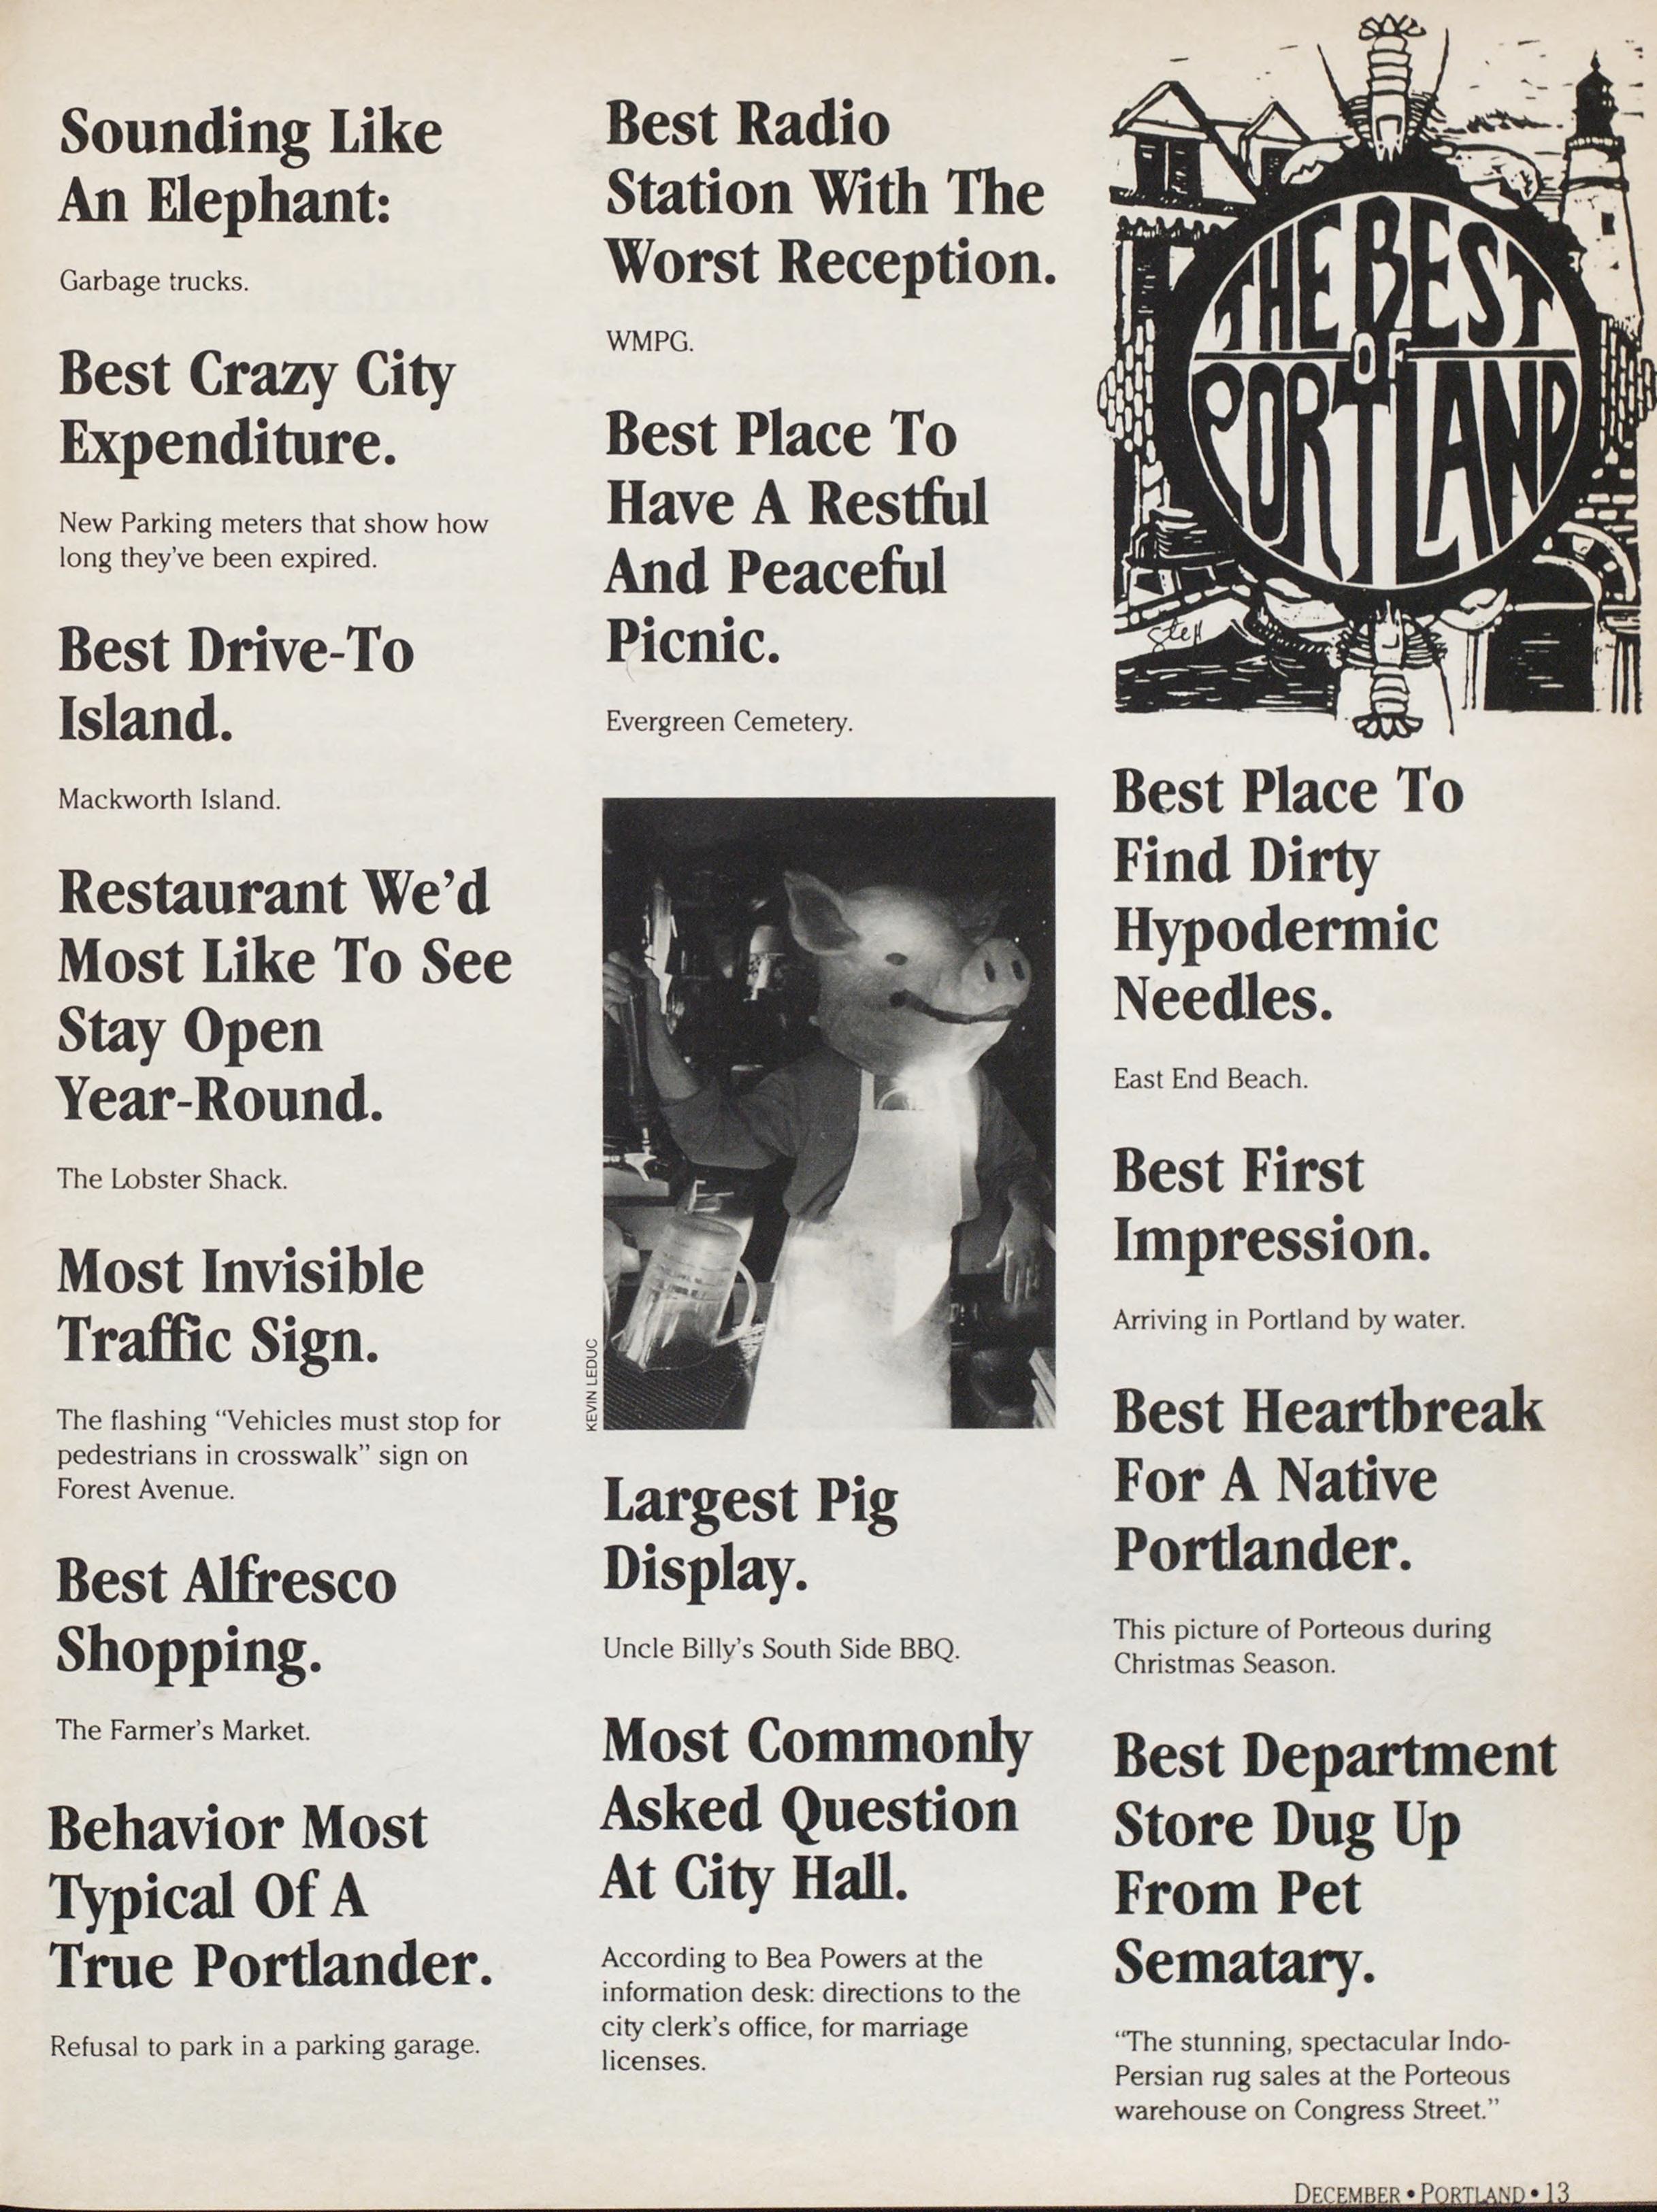 Sounding Like
An Elephant:
Garbage trucks.
Best Crazy City
Expenditure.
New Parking meters that show how
long they've been expired.
Best Drive-To
Island.
Mackworth Island.
Restaurant We'd
Most Like To See
Stay Open
Year-Round.
The Lobster Shack.
Most Invisible
Traffic Sign.
The flashing “Vehicles must stop for
pedestrians in crosswalk” sign on
Forest Avenue.
Best Alfresco
Shopping.
The Farmer's Market.
Behavior Most
Typical Of A
True Portlander.
Refusal to park in a parking garage.
Best Radio
Station With The
Worst Reception.
WMPG.
Best Place To
Have A Restful
And Peaceful
Picnic.
Evergreen Cemetery.
KEVIN LEDUC
Largest Pig
Display.
Uncle Billy's South Side BBQ.
Most Commonly
Asked Question
At City Hall.
According to Bea Powers at the
information desk: directions to the
city clerk's office, for marriage
licenses.
THE BEST
OF
PORTLAND
Best Place To
Find Dirty
Hypodermic
Needles.
East End Beach.
Best First
Impression.
Arriving in Portland by water.
Best Heartbreak
For A Native
Portlander.
This picture of Porteous during
Christmas Season.
Best Department
Store Dug Up
From Pet
Sematary.
“The stunning, spectacular Indo-
Persian rug sales at the Porteous
warehouse on Congress Street.”
DECEMBER • PORTLAND • 13